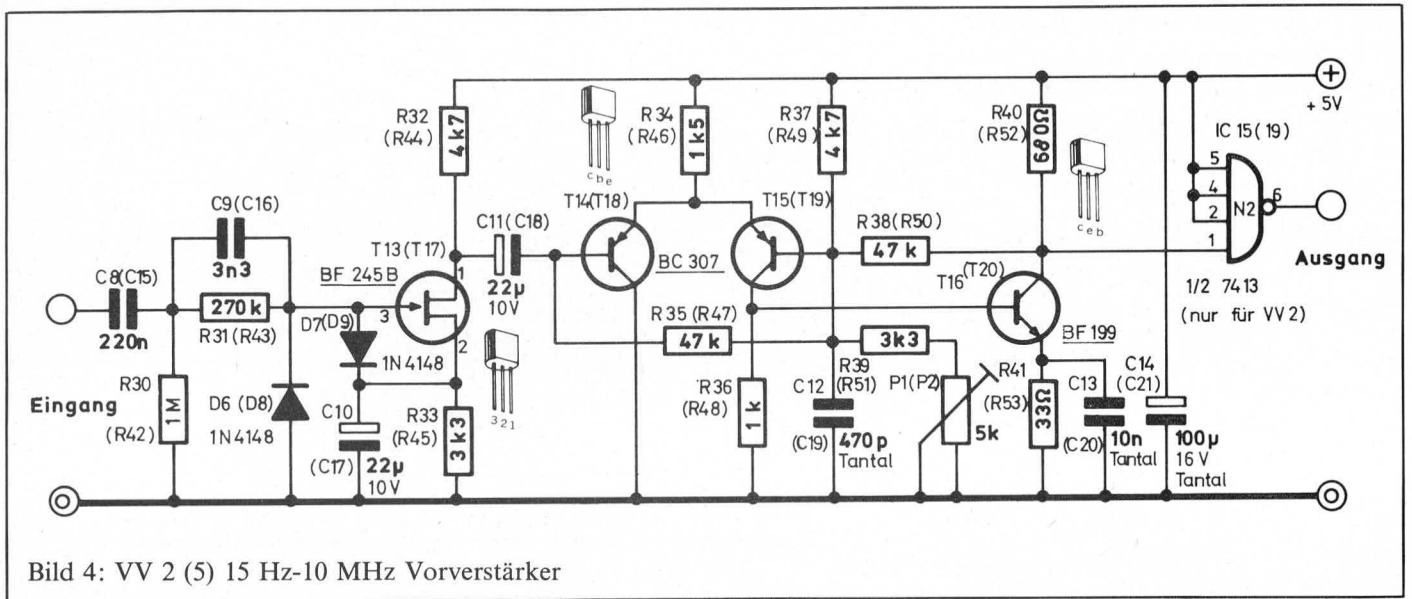 +
+ 5V
R32
(R44)
4k7
R34
(R46)
1k5
R37
(R49)
4k7
R40
(R52)
680Ω
IC 15(19)
5
4
2
1
N2
6
Ausgang
1/2 7413
(nur für VV 2)
c b e
c e b
T14(T18)
T15(T19)
BC 307
C9(C16)
3n3
C11(C18)
22µ
10V
T13(T17)
BF 245B
1
3
2
R38(R50)
47k
T16(T20)
BF 199
C8(C15)
220n
270k
R31(R43)
D7(D9)
1N4148
R35(R47)
47k
3k3
R39
(R51)
P1(P2)
5k
R41
(R53)
33Ω
C13
10n
(C20)
Tantal
C14
(C21)
100µ
16 V
Tantal
Eingang
R30
1M
(R42)
D6 (D8)
1N4148
C10
(C17)
22µ
10V
R33
(R45)
3k3
3 2 1
R36
(R48)
1k
C12
(C19)
470p
Tantal
Bild 4: VV 2 (5) 15 Hz-10 MHz Vorverstärker